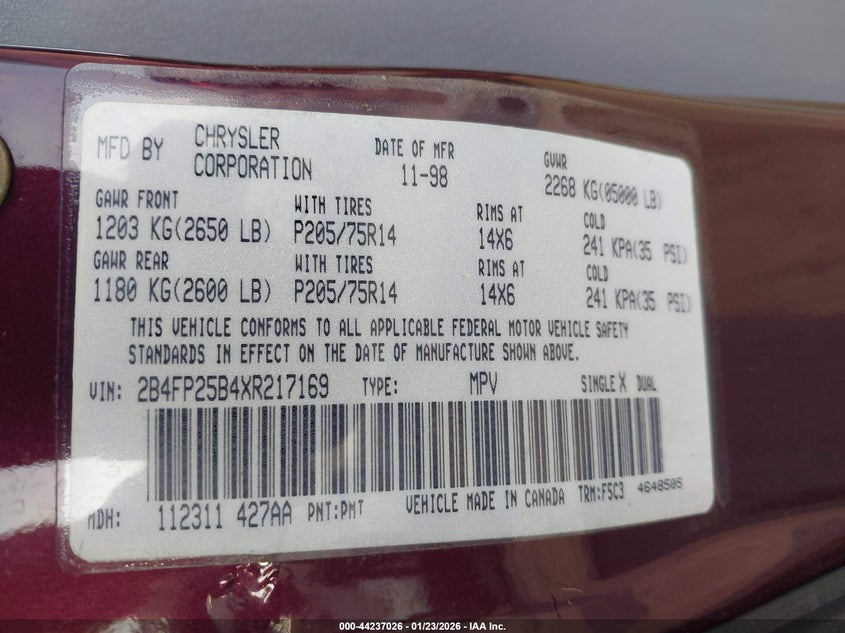 MFD BY CHRYSLER CORPORATION DATE OF MFR 11-98 GVWR 2268 KG(05000 LB)
GAWR FRONT WITH TIRES RIMS AT COLD
1203 KG(2650 LB) P205/75R14 14X6 241 KPA(35 PSI)
GAWR REAR WITH TIRES RIMS AT COLD
1180 KG(2600 LB) P205/75R14 14X6 241 KPA(35 PSI)
THIS VEHICLE CONFORMS TO ALL APPLICABLE FEDERAL MOTOR VEHICLE SAFETY
STANDARDS IN EFFECT ON THE DATE OF MANUFACTURE SHOWN ABOVE.
VIN: 2B4FP25B4XR217169 TYPE: MPV SINGLE X DUAL
MDH: 112311 427AA PNT:PMT VEHICLE MADE IN CANADA TRM:F5C3 4648505
000-44237026 - 01/23/2026 - IAA Inc.